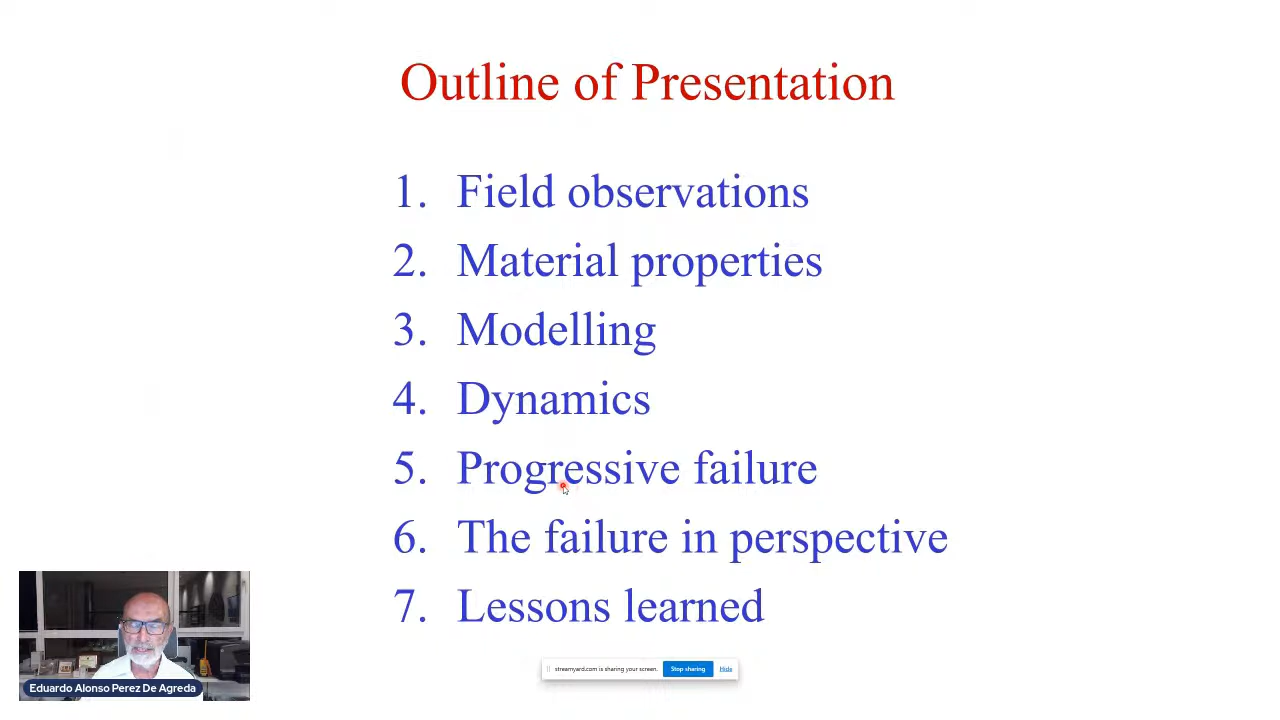 Outline of Presentation
1. Field observations
2. Material properties
3. Modelling
4. Dynamics
5. Progressive failure
6. The failure in perspective
7. Lessons learned
streamyard.com is sharing your screen. Stop sharing Hide
Eduardo Alonso Perez De Agreda